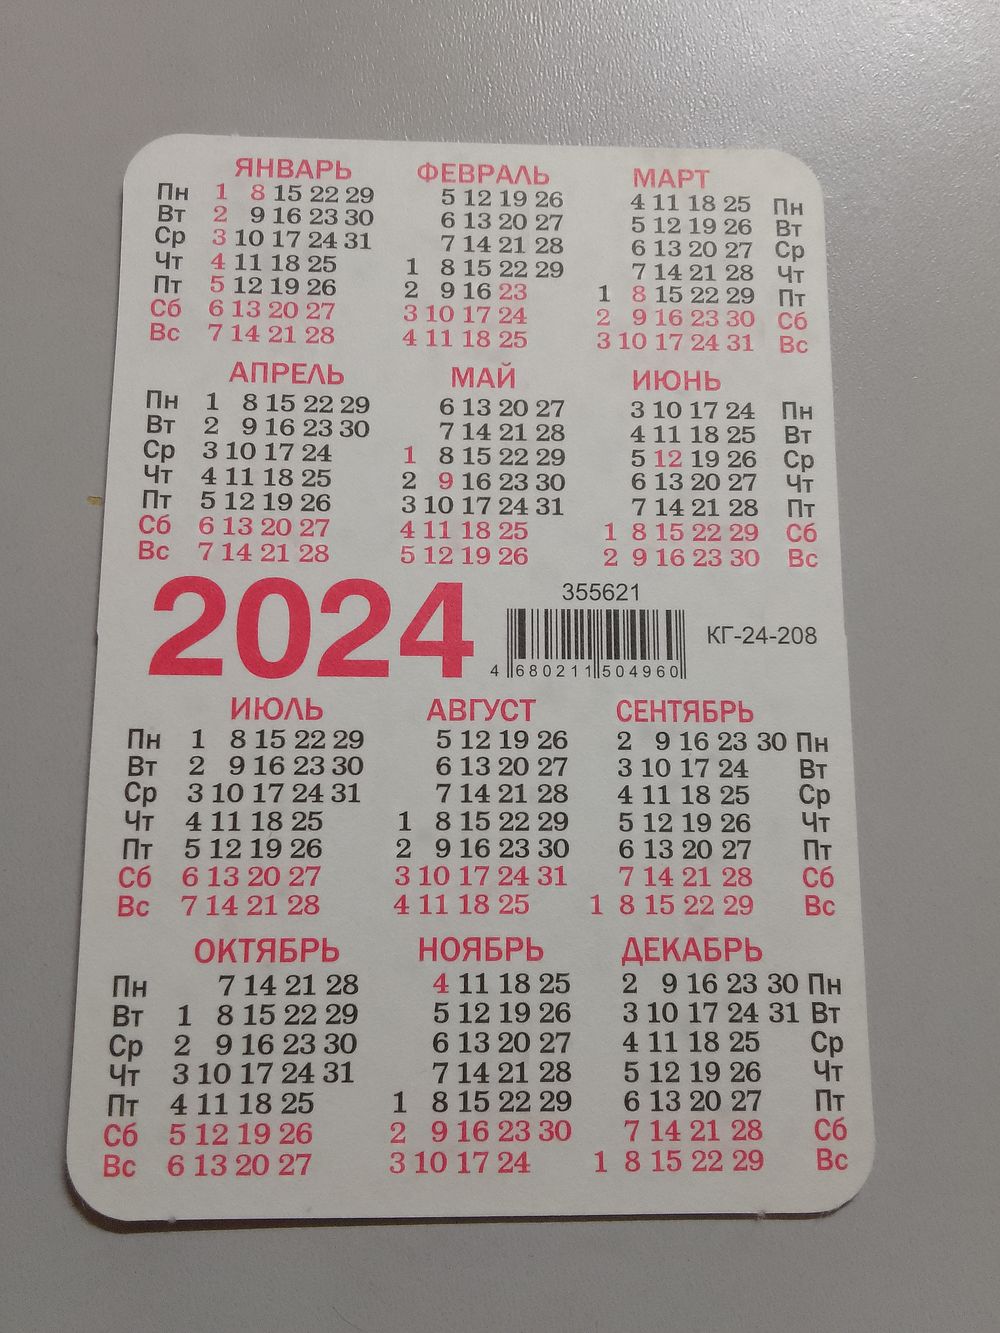 ЯНВАРЬ ФЕВРАЛЬ МАРТ
Пн 1 8 15 22 29 5 12 19 26 4 11 18 25 Пн
Вт 2 9 16 23 30 6 13 20 27 5 12 19 26 Вт
Ср 3 10 17 24 31 7 14 21 28 6 13 20 27 Ср
Чт 4 11 18 25 1 8 15 22 29 7 14 21 28 Чт
Пт 5 12 19 26 2 9 16 23 1 8 15 22 29 Пт
Сб 6 13 20 27 3 10 17 24 2 9 16 23 30 Сб
Вс 7 14 21 28 4 11 18 25 3 10 17 24 31 Вс
АПРЕЛЬ МАЙ ИЮНЬ
Пн 1 8 15 22 29 6 13 20 27 3 10 17 24 Пн
Вт 2 9 16 23 30 7 14 21 28 4 11 18 25 Вт
Ср 3 10 17 24 1 8 15 22 29 5 12 19 26 Ср
Чт 4 11 18 25 2 9 16 23 30 6 13 20 27 Чт
Пт 5 12 19 26 3 10 17 24 31 7 14 21 28 Пт
Сб 6 13 20 27 4 11 18 25 1 8 15 22 29 Сб
Вс 7 14 21 28 5 12 19 26 2 9 16 23 30 Вс
2024
355621
КГ-24-208
4 680211 504960
ИЮЛЬ АВГУСТ СЕНТЯБРЬ
Пн 1 8 15 22 29 5 12 19 26 2 9 16 23 30 Пн
Вт 2 9 16 23 30 6 13 20 27 3 10 17 24 Вт
Ср 3 10 17 24 31 7 14 21 28 4 11 18 25 Ср
Чт 4 11 18 25 1 8 15 22 29 5 12 19 26 Чт
Пт 5 12 19 26 2 9 16 23 30 6 13 20 27 Пт
Сб 6 13 20 27 3 10 17 24 31 7 14 21 28 Сб
Вс 7 14 21 28 4 11 18 25 1 8 15 22 29 Вс
ОКТЯБРЬ НОЯБРЬ ДЕКАБРЬ
Пн 7 14 21 28 4 11 18 25 2 9 16 23 30 Пн
Вт 1 8 15 22 29 5 12 19 26 3 10 17 24 31 Вт
Ср 2 9 16 23 30 6 13 20 27 4 11 18 25 Ср
Чт 3 10 17 24 31 7 14 21 28 5 12 19 26 Чт
Пт 4 11 18 25 1 8 15 22 29 6 13 20 27 Пт
Сб 5 12 19 26 2 9 16 23 30 7 14 21 28 Сб
Вс 6 13 20 27 3 10 17 24 1 8 15 22 29 Вс